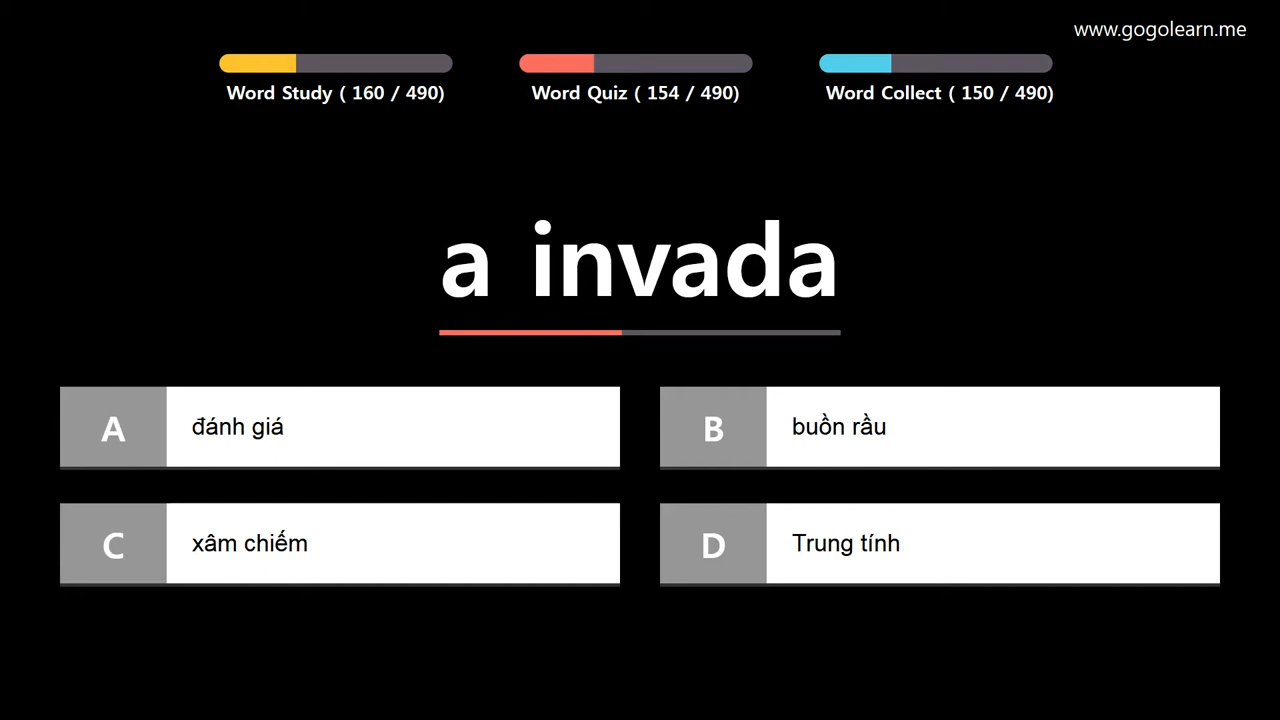 www.gogolearn.me
Word Study ( 160 / 490)
Word Quiz ( 154 / 490)
Word Collect ( 150 / 490)
a invada
A đánh giá
B buồn rầu
C xâm chiếm
D Trung tính